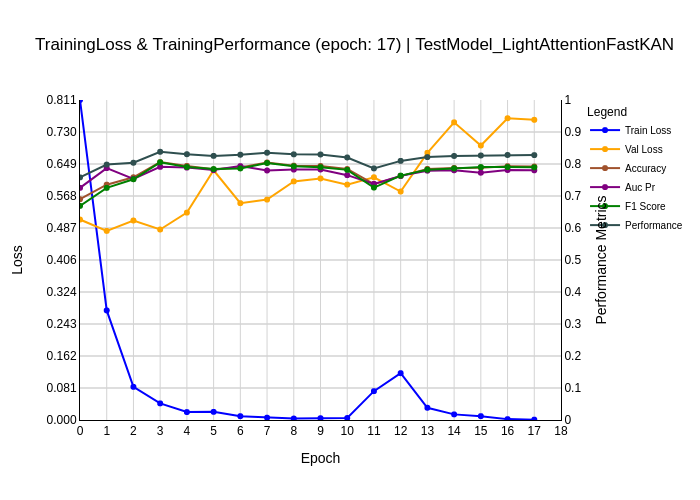 TrainingLoss & TrainingPerformance (epoch: 17) | TestModel_LightAttentionFastKAN
0.811
0.730
0.649
0.568
0.487
0.406
0.324
0.243
0.162
0.081
0.000
Loss
0 1 2 3 4 5 6 7 8 9 10 11 12 13 14 15 16 17 18
Epoch
1
0.9
0.8
0.7
0.6
0.5
0.4
0.3
0.2
0.1
0
Performance Metrics
Legend
Train Loss
Val Loss
Accuracy
Auc Pr
F1 Score
Performance